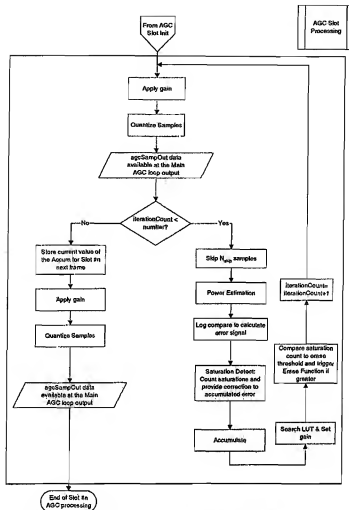 From AGC
Slot Init
AGC Slot
Processing
Apply gain
Quantize Samples
agcSampOut data
available at the Main
AGC loop output
iterationCount <
number?
No
Yes
Store current value of
the Accum for Slot #n
next frame
Apply gain
Quantize Samples
agcSampOut data
available at the Main
AGC loop output
End of Slot #n
AGC processing
Skip Nskip samples
Power Estimation
Log compare to calculate
error signal
Saturation Detect:
Count saturations and
provide correction to
accumulated error
Accumulate
Search LUT & Set
gain
Compare saturation
count to erase
threshold and trigger
Erase Function if
greater
iterationCount=
iterationCount+1